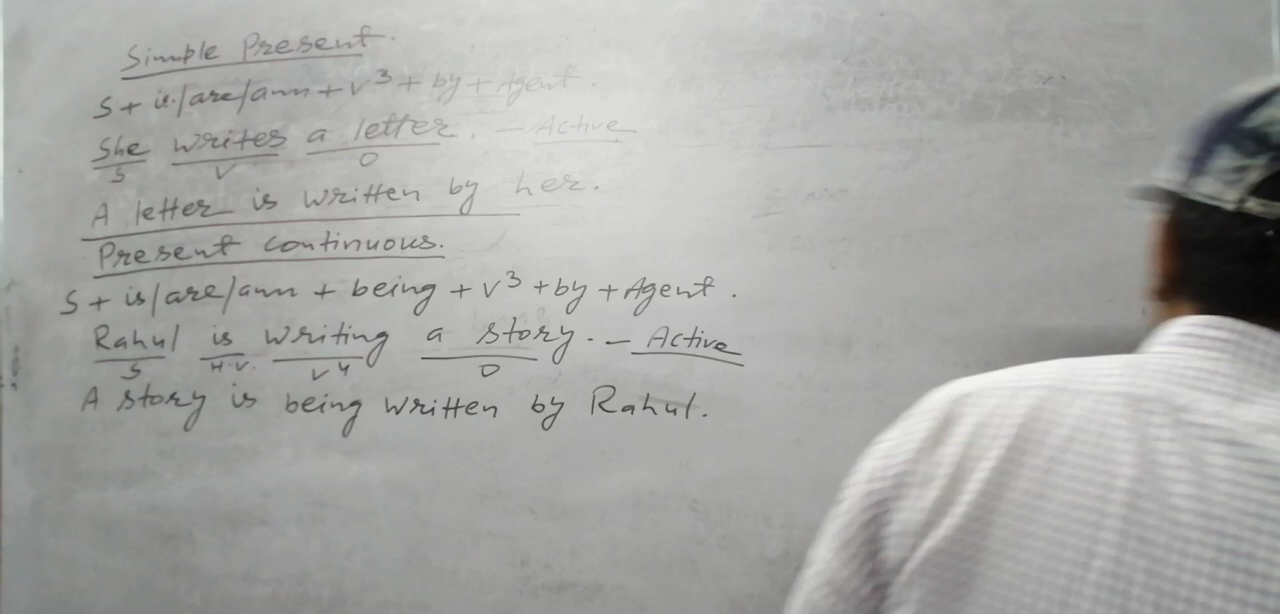 Simple Present.
S + is/are/am + V3 + by + Agent.
She writes a letter. - Active
S V O
A letter is written by her.
Present continuous.
S + is/are/am + being + V3 + by + Agent.
Rahul is writing a story. - Active
S H.V. V4 O
A story is being written by Rahul.